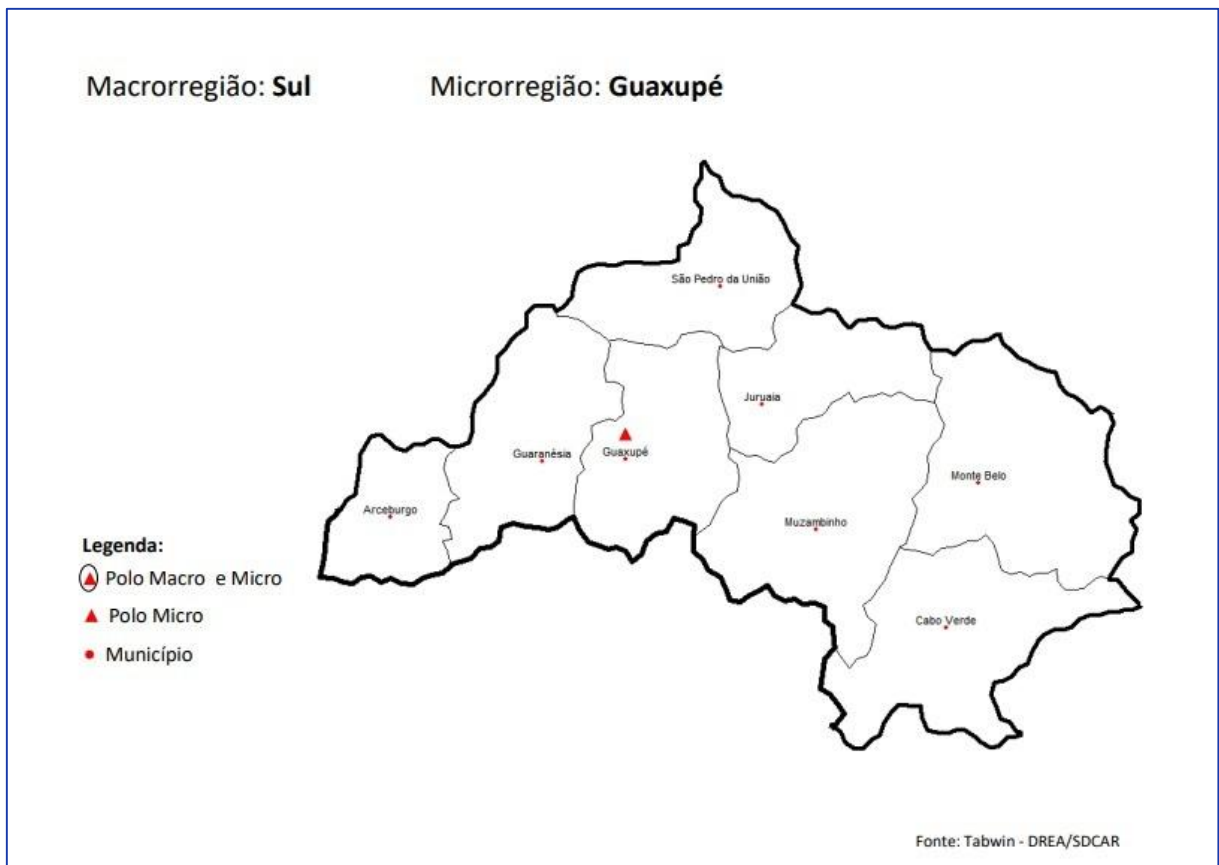 Macrorregião: Sul Microrregião: Guaxupé
São Pedro da União
Juruaia
Guaranésia
Guaxupé
Monte Belo
Arceburgo
Muzambinho
Cabo Verde
Legenda:
Polo Macro e Micro
Polo Micro
Município
Fonte: Tabwin - DREA/SDCAR